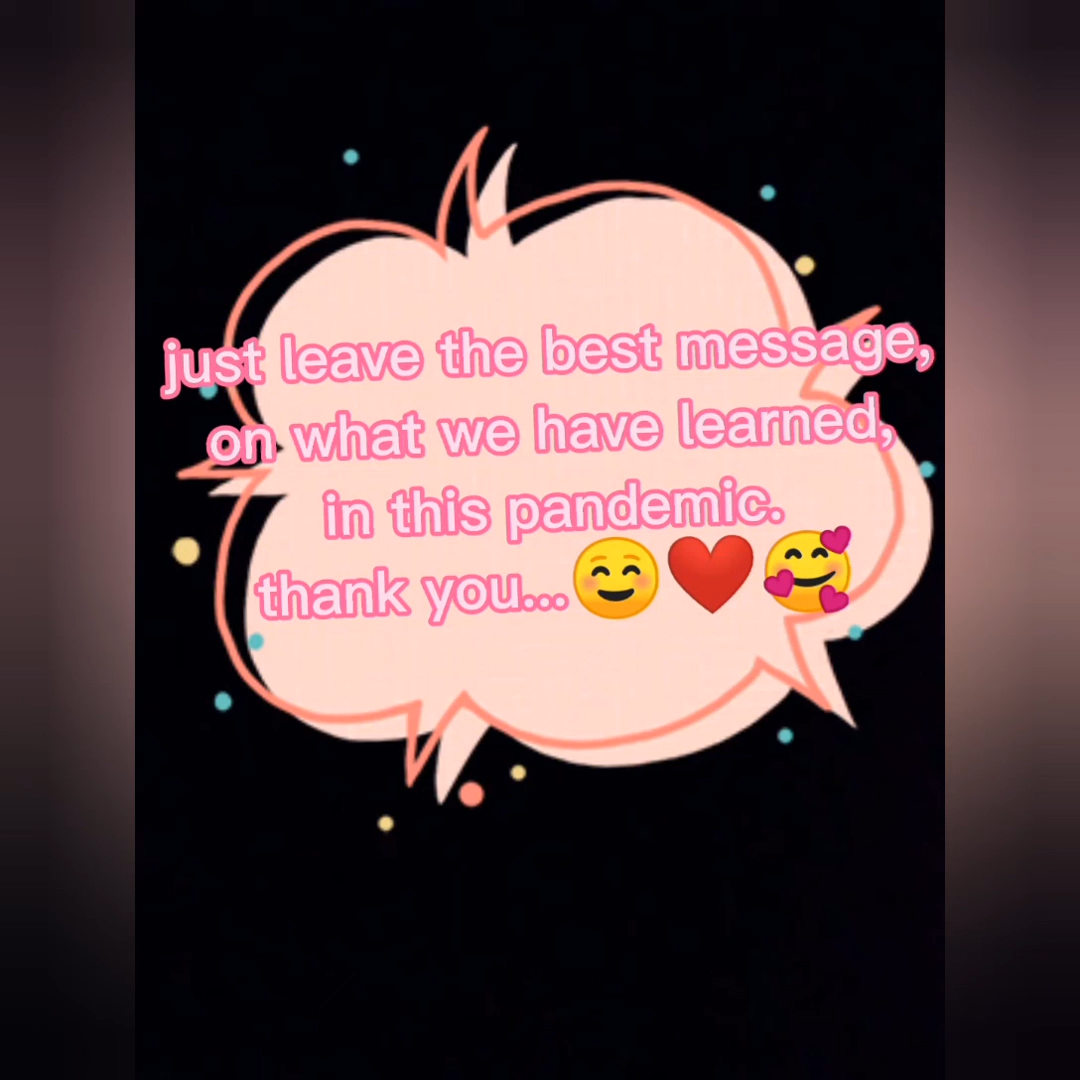 just leave the best message,
on what we have learned,
in this pandemic.
thank you...☺️❤️🥰